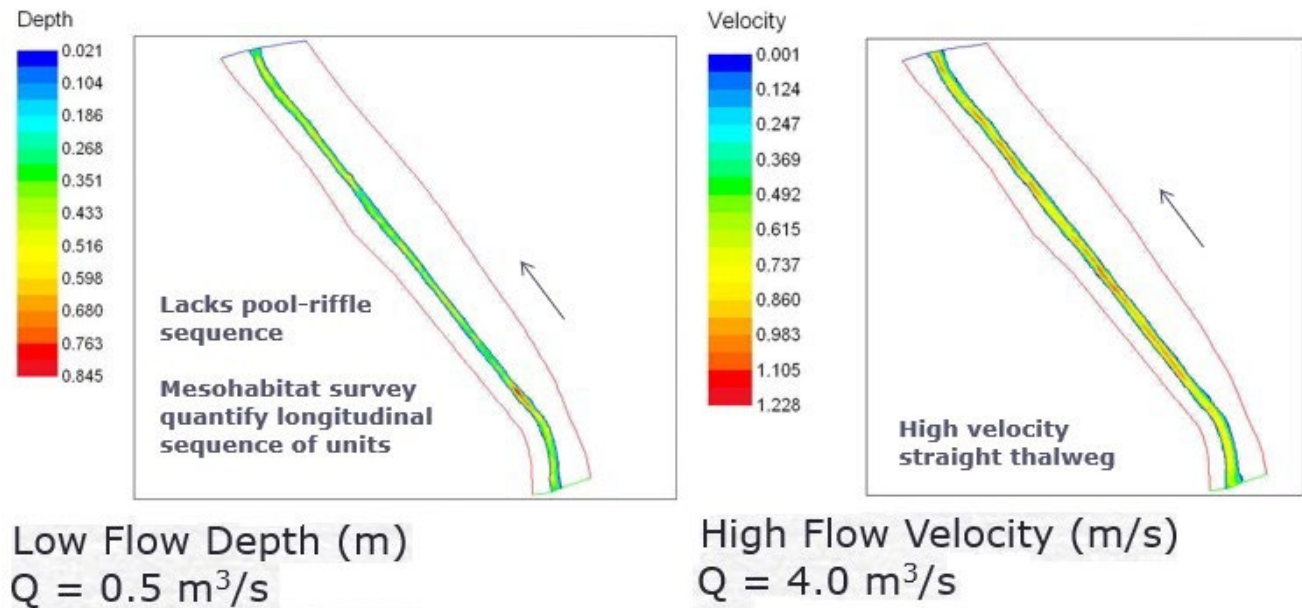 Depth
0.021
0.104
0.186
0.268
0.351
0.433
0.516
0.598
0.680
0.763
0.845
Lacks pool-riffle
sequence
Mesohabitat survey
quantify longitudinal
sequence of units
Low Flow Depth (m)
Q = 0.5 m³/s
Velocity
0.001
0.124
0.247
0.369
0.492
0.615
0.737
0.860
0.983
1.105
1.228
High velocity
straight thalweg
High Flow Velocity (m/s)
Q = 4.0 m³/s